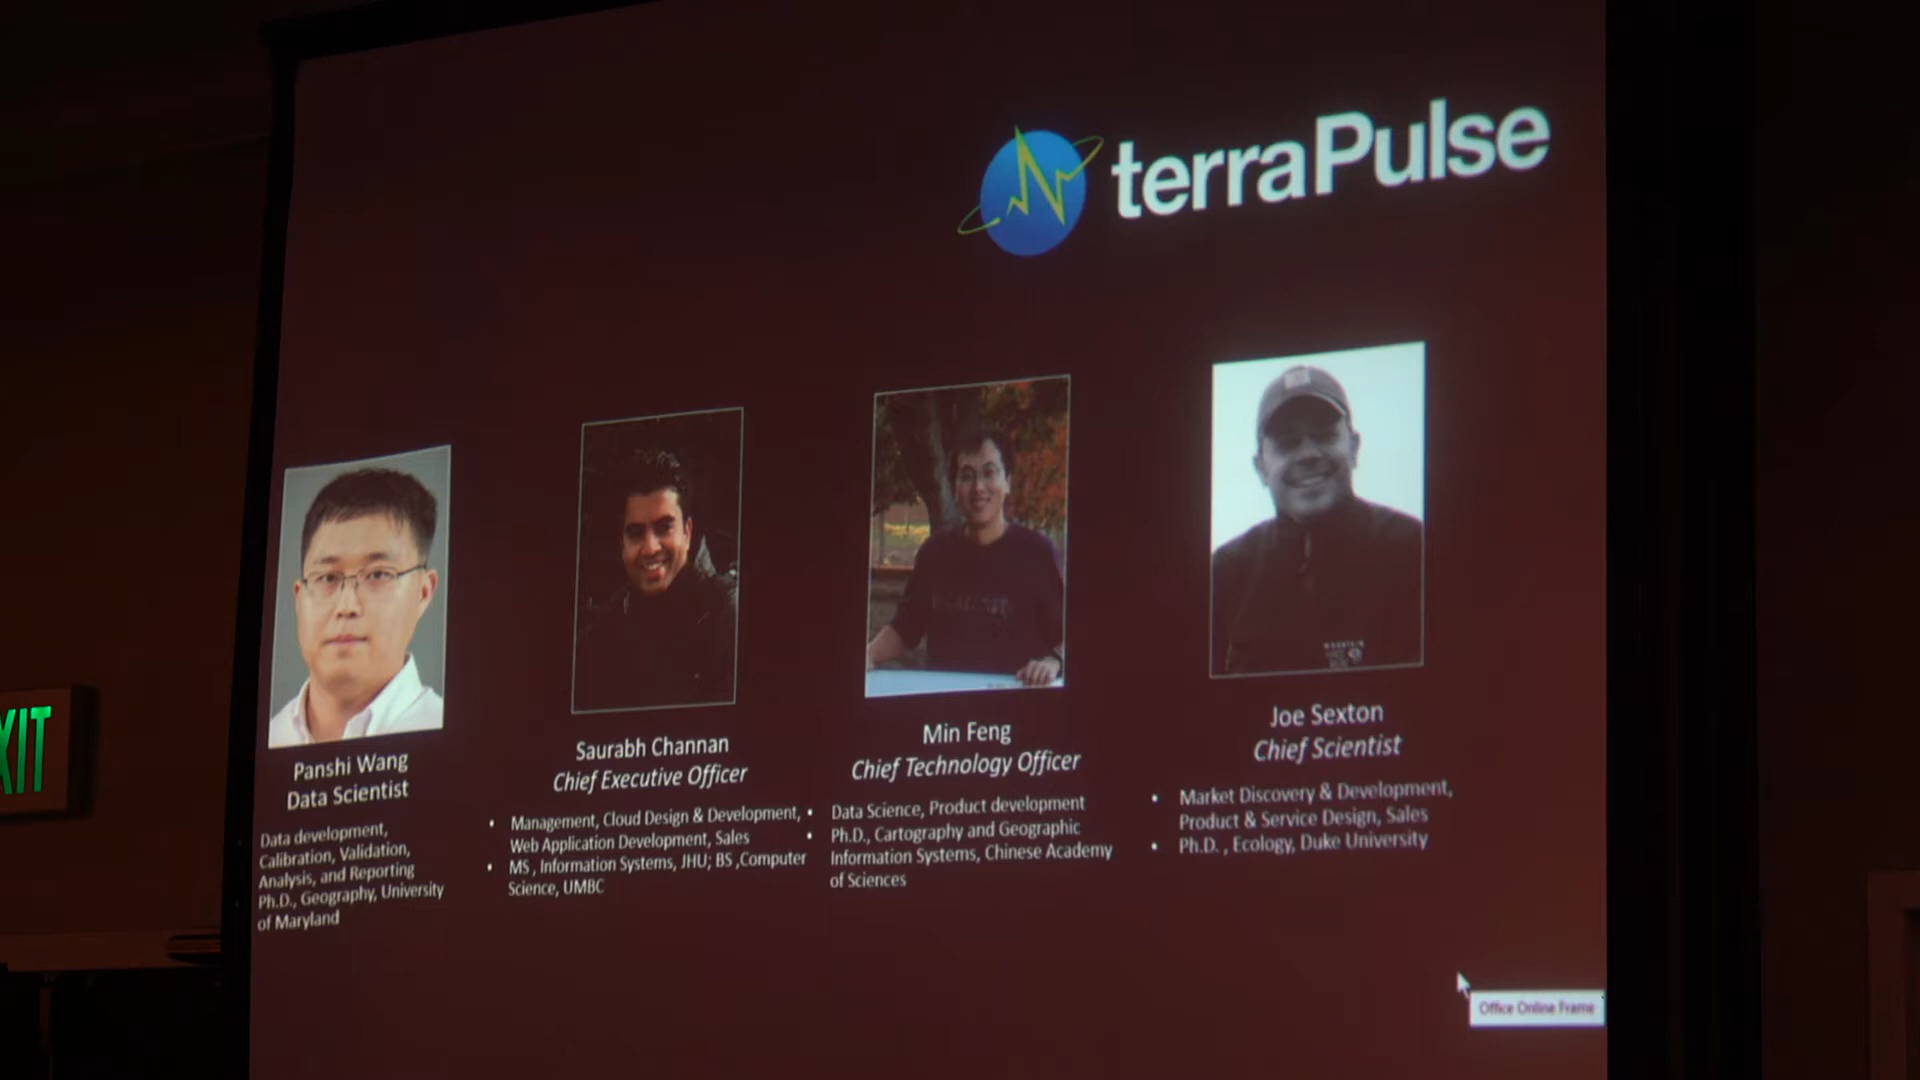 terraPulse
Panshi Wang
Data Scientist
Data development,
Calibration, Validation,
Analysis, and Reporting
Ph.D., Geography, University
of Maryland
Saurabh Channan
Chief Executive Officer
• Management, Cloud Design & Development,
Web Application Development, Sales
• MS , Information Systems, JHU; BS ,Computer
Science, UMBC
Min Feng
Chief Technology Officer
• Data Science, Product development
• Ph.D., Cartography and Geographic
Information Systems, Chinese Academy
of Sciences
Joe Sexton
Chief Scientist
• Market Discovery & Development,
Product & Service Design, Sales
• Ph.D. , Ecology, Duke University
Office Online Frame
XIT